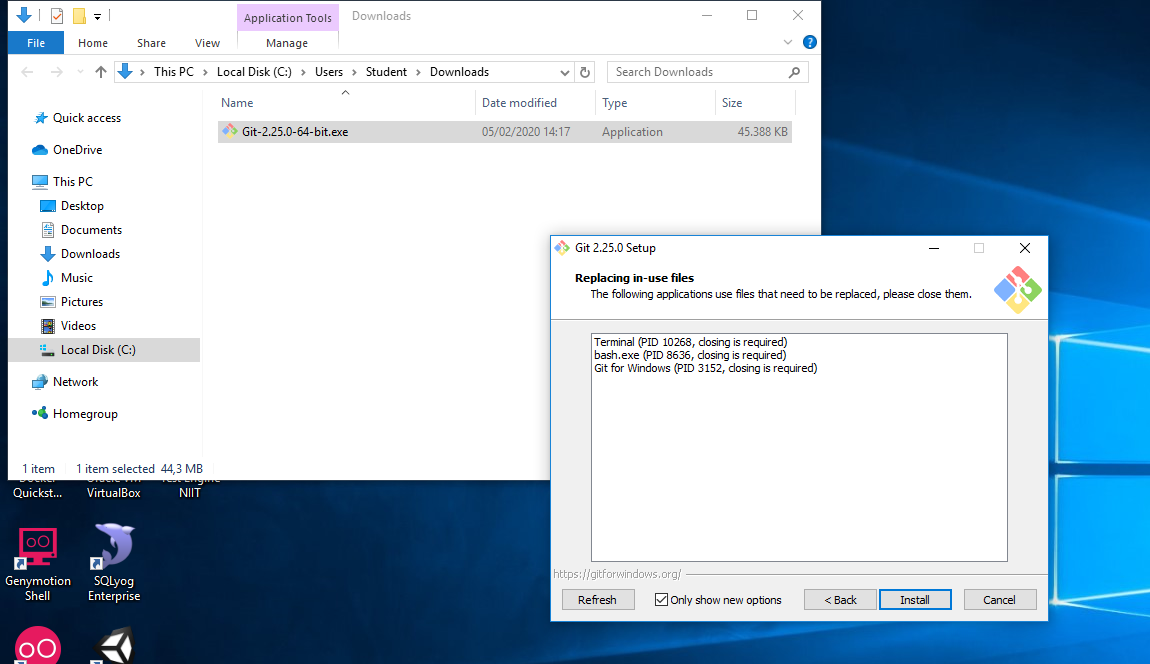 Application Tools
Downloads
File
Home
Share
View
Manage
This PC
Local Disk (C:)
Users
Student
Downloads
Search Downloads
Name
Date modified
Type
Size
Git-2.25.0-64-bit.exe
05/02/2020 14:17
Application
45.388 KB
Quick access
OneDrive
This PC
Desktop
Documents
Downloads
Music
Pictures
Videos
Local Disk (C:)
Network
Homegroup
1 item
1 item selected 44,3 MB
Docker
Quickst...
Oracle VM
VirtualBox
Test Engine
NIIT
Genymotion
Shell
SQLyog
Enterprise
Git 2.25.0 Setup
Replacing in-use files
The following applications use files that need to be replaced, please close them.
Terminal (PID 10268, closing is required)
bash.exe (PID 8636, closing is required)
Git for Windows (PID 3152, closing is required)
https://gitforwindows.org/
Refresh
Only show new options
< Back
Install
Cancel